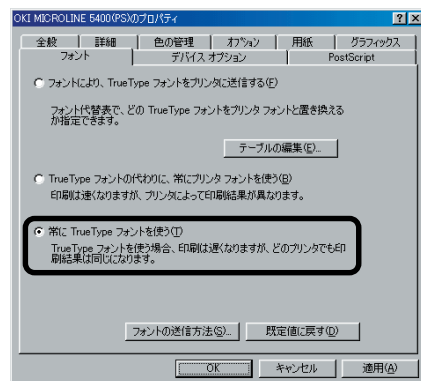 OKI MICROLINE 5400(PS)のプロパティ
全般 詳細 色の管理 オプション 用紙 グラフィックス
フォント デバイス オプション PostScript
フォントにより、TrueType フォントをプリンタに送信する(F)
フォント代替表で、どの TrueType フォントをプリンタ フォントと置き換える
か指定できます。
テーブルの編集(E)...
TrueType フォントの代わりに、常にプリンタ フォントを使う(B)
印刷は速くなりますが、プリンタによって印刷結果が異なります。
常に TrueType フォントを使う(T)
TrueType フォントを使う場合、印刷は遅くなりますが、どのプリンタでも印
刷結果は同じになります。
フォントの送信方法(S)... 既定値に戻す(D)
OK キャンセル 適用(A)